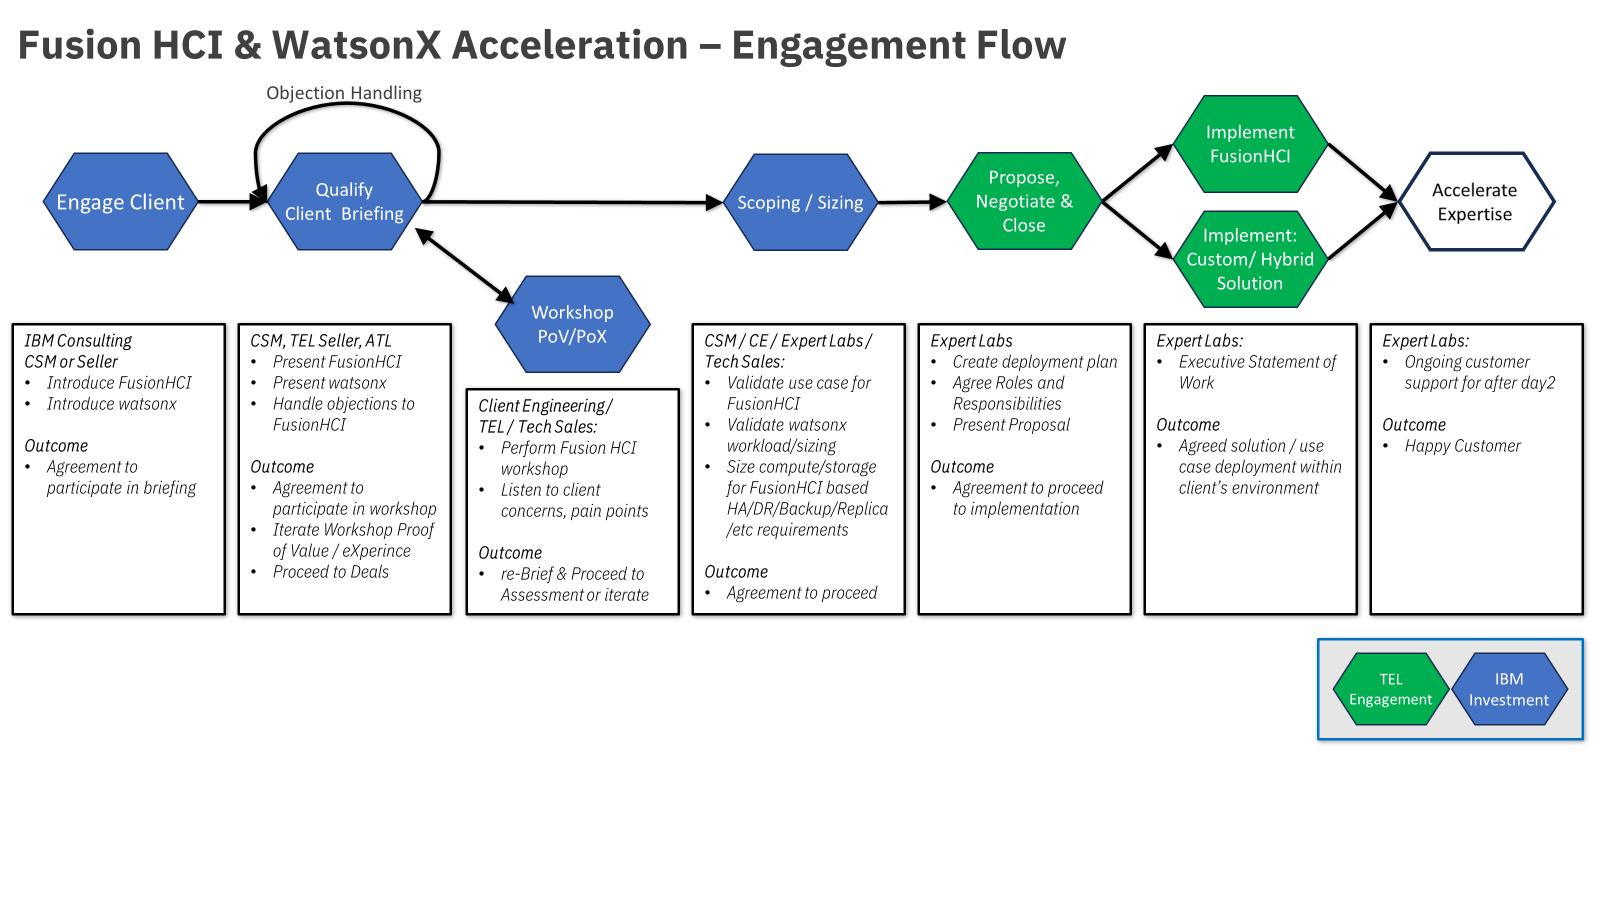 Fusion HCI & WatsonX Acceleration – Engagement Flow
Objection Handling
Engage Client
Qualify
Client  Briefing
Workshop
PoV/PoX
Scoping / Sizing
Propose,
Negotiate &
Close
Implement
FusionHCI
Implement:
Custom/ Hybrid
Solution
Accelerate
Expertise
IBM Consulting
CSM or Seller
• Introduce FusionHCI
• Introduce watsonx
Outcome
• Agreement to
participate in briefing
CSM, TEL Seller, ATL
• Present FusionHCI
• Present watsonx
• Handle objections to
FusionHCI
Outcome
• Agreement to
participate in workshop
• Iterate Workshop Proof
of Value / eXperince
• Proceed to Deals
Client Engineering/
TEL / Tech Sales:
• Perform Fusion HCI
workshop
• Listen to client
concerns, pain points
Outcome
• re-Brief & Proceed to
Assessment or iterate
CSM / CE / Expert Labs /
Tech Sales:
• Validate use case for
FusionHCI
• Validate watsonx
workload/sizing
• Size compute/storage
for FusionHCI based
HA/DR/Backup/Replica
/etc requirements
Outcome
• Agreement to proceed
Expert Labs
• Create deployment plan
• Agree Roles and
Responsibilities
• Present Proposal
Outcome
• Agreement to proceed
to implementation
Expert Labs:
• Executive Statement of
Work
Outcome
• Agreed solution / use
case deployment within
client’s environment
Expert Labs:
• Ongoing customer
support for after day2
Outcome
• Happy Customer
TEL
Engagement
IBM
Investment